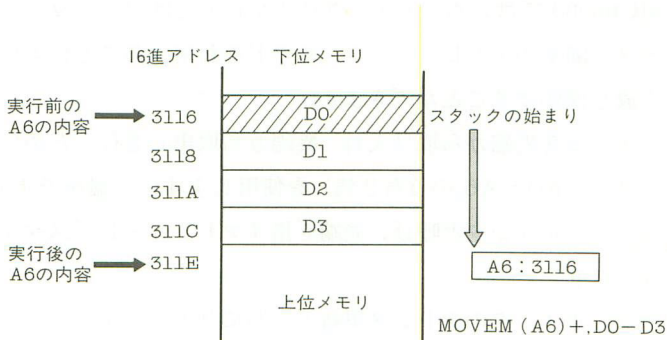 16進アドレス　下位メモリ
実行前の
A6の内容
3116
D0
スタックの始まり
3118
D1
311A
D2
311C
D3
実行後の
A6の内容
311E
A6：3116
上位メモリ
MOVEM (A6)+,D0－D3